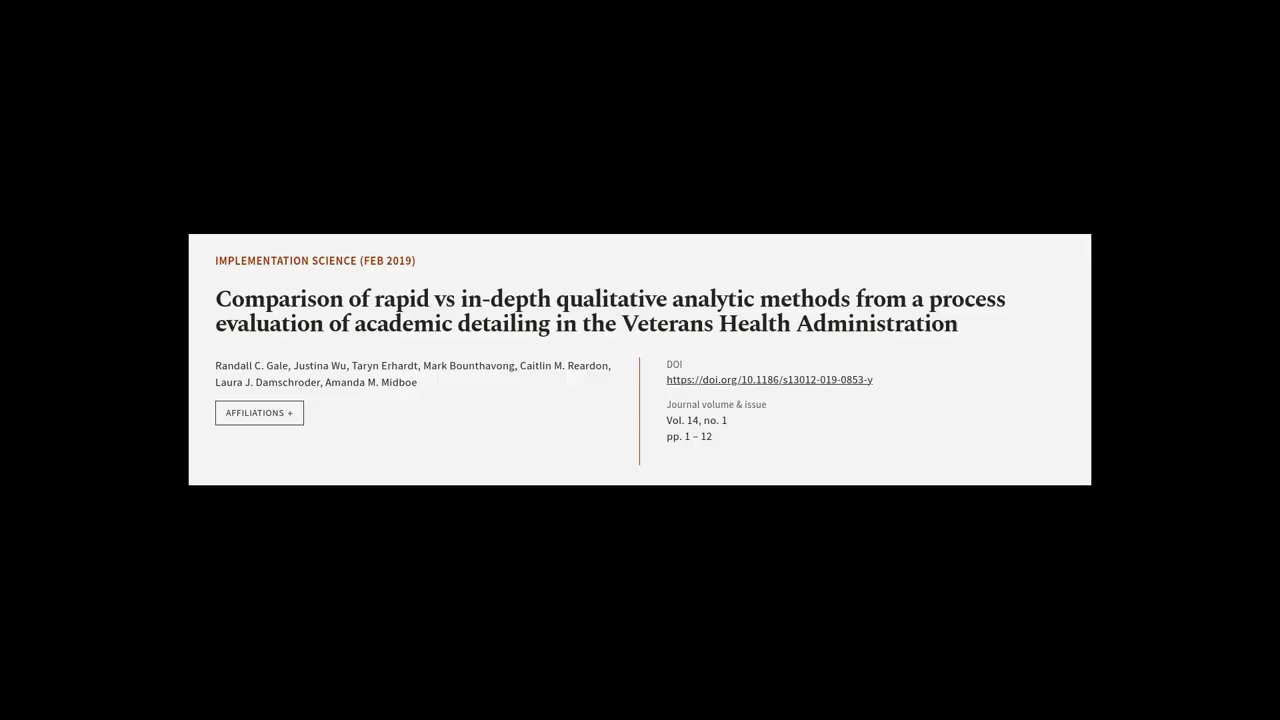 IMPLEMENTATION SCIENCE (FEB 2019)
Comparison of rapid vs in-depth qualitative analytic methods from a process
evaluation of academic detailing in the Veterans Health Administration
Randall C. Gale, Justina Wu, Taryn Erhardt, Mark Bounthavong, Caitlin M. Reardon,
Laura J. Damschroder, Amanda M. Midboe
AFFILIATIONS +
DOI
https://doi.org/10.1186/s13012-019-0853-y
Journal volume & issue
Vol. 14, no. 1
pp. 1 – 12